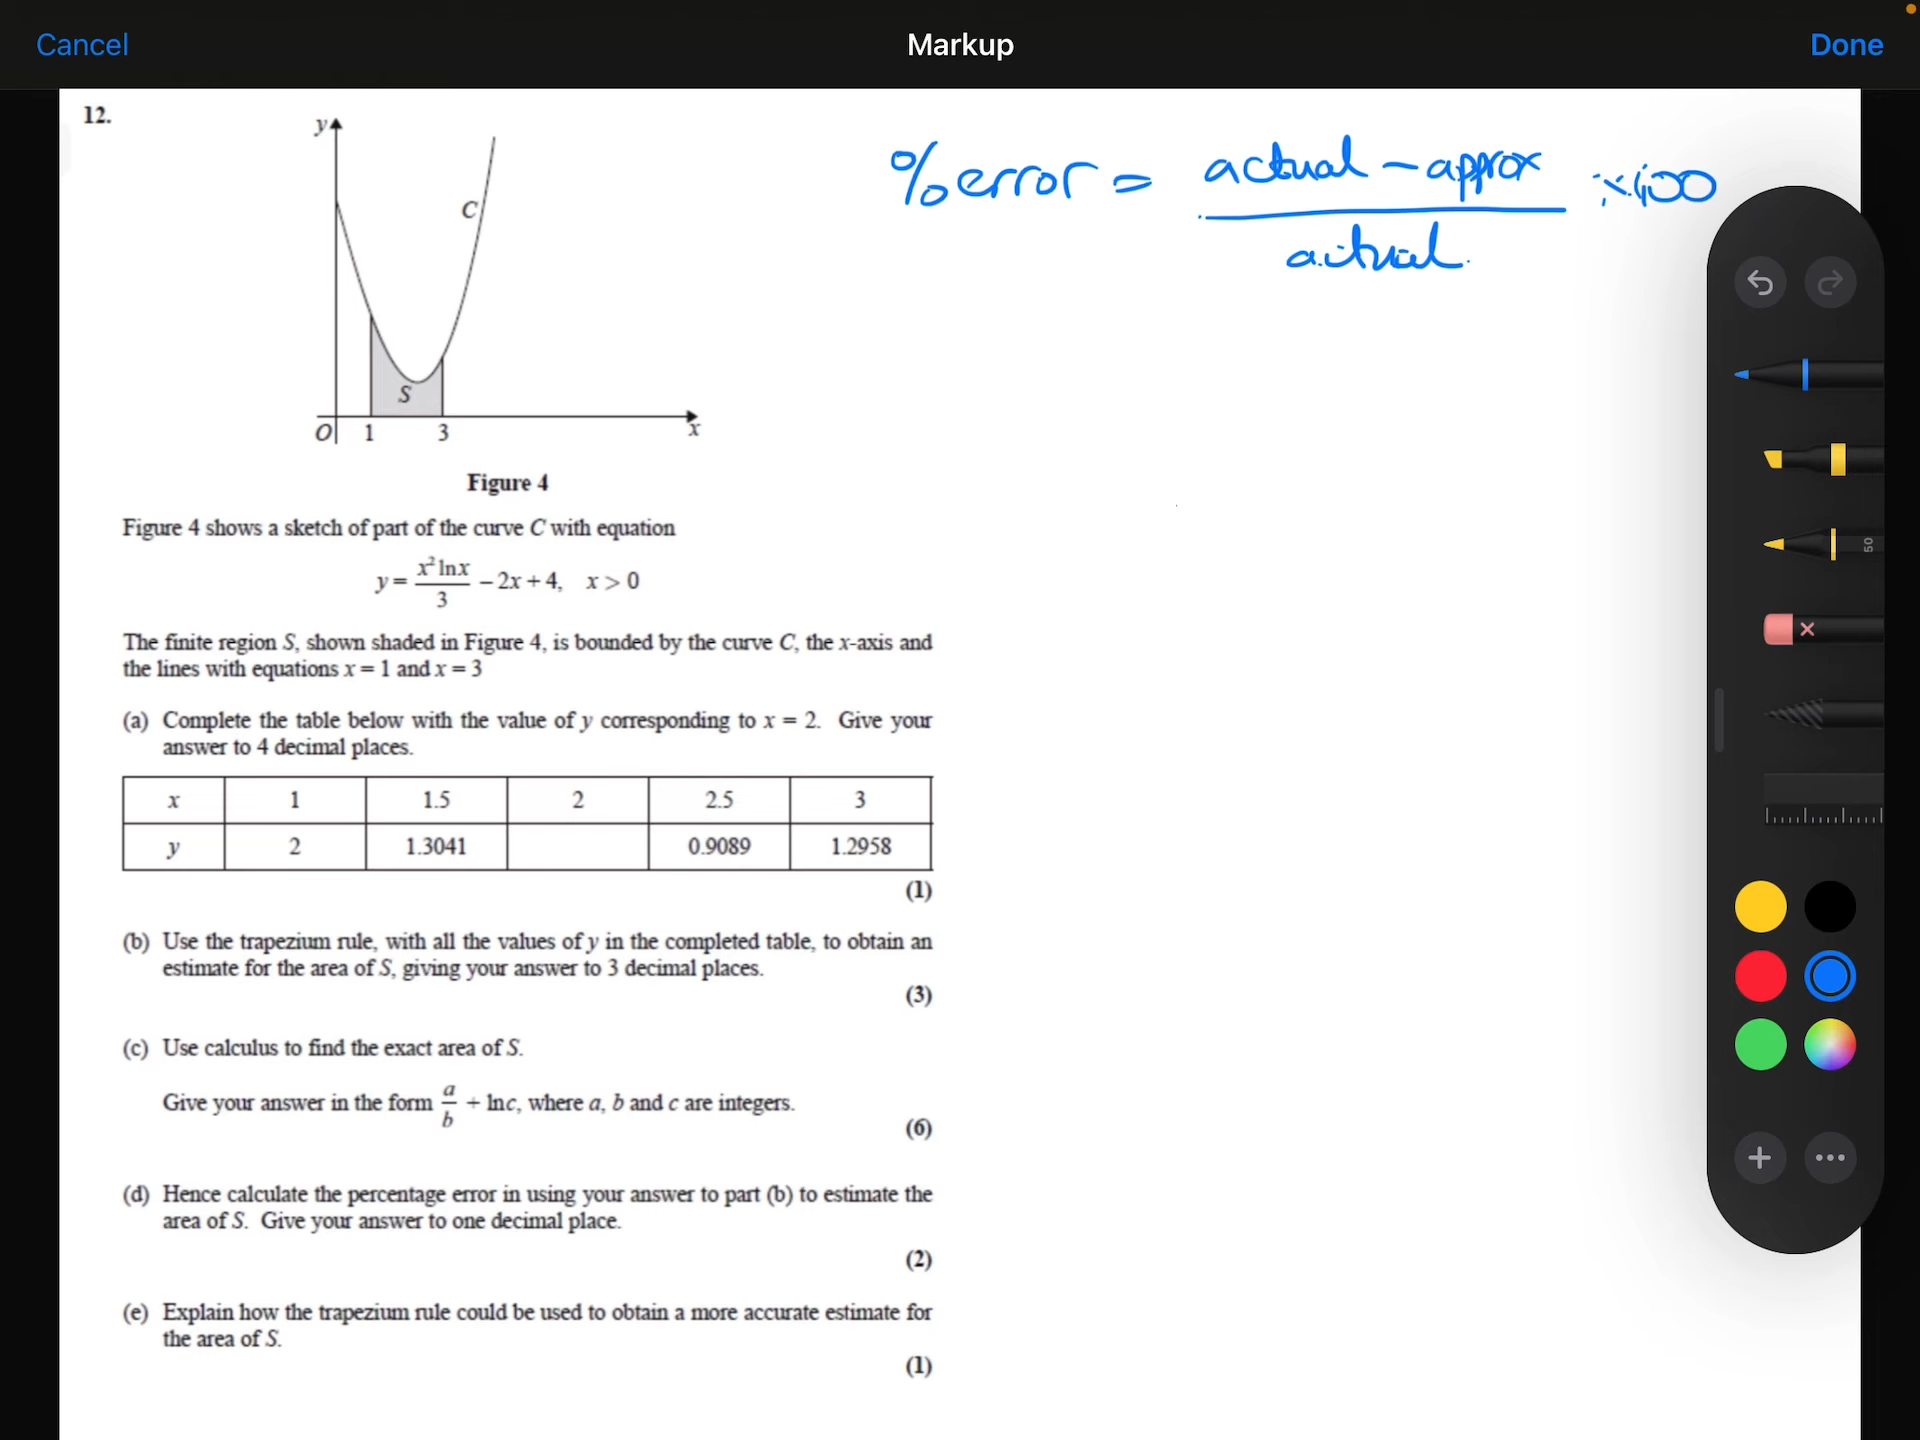 Cancel
Markup
Done
12.
y
C
S
O 1 3 x
% error = actual – approx × 100
actual
Figure 4
Figure 4 shows a sketch of part of the curve C with equation
y = x² lnx / 3 – 2x + 4, x > 0
The finite region S, shown shaded in Figure 4, is bounded by the curve C, the x-axis and
the lines with equations x = 1 and x = 3
(a) Complete the table below with the value of y corresponding to x = 2. Give your
answer to 4 decimal places.
x 1 1.5 2 2.5 3
y 2 1.3041 0.9089 1.2958
(1)
(b) Use the trapezium rule, with all the values of y in the completed table, to obtain an
estimate for the area of S, giving your answer to 3 decimal places.
(3)
(c) Use calculus to find the exact area of S.
Give your answer in the form a/b + lnc, where a, b and c are integers.
(6)
(d) Hence calculate the percentage error in using your answer to part (b) to estimate the
area of S. Give your answer to one decimal place.
(2)
(e) Explain how the trapezium rule could be used to obtain a more accurate estimate for
the area of S.
(1)
50